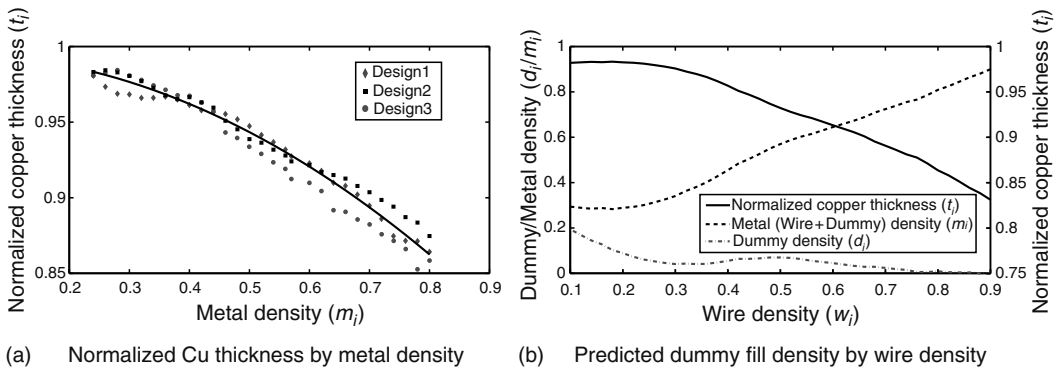 Normalized copper thickness (tᵢ)
1
0.95
0.9
0.85
0.2 0.3 0.4 0.5 0.6 0.7 0.8 0.9
Metal density (mᵢ)
Design1
Design2
Design3
(a) Normalized Cu thickness by metal density
Dummy/Metal density (dᵢ/mᵢ)
1
0.8
0.6
0.4
0.2
0
0.1 0.2 0.3 0.4 0.5 0.6 0.7 0.8 0.9
Wire density (wᵢ)
Normalized copper thickness (tᵢ)
Metal (Wire+Dummy) density (mᵢ)
Dummy density (dᵢ)
1
0.95
0.9
0.85
0.8
0.75
Normalized copper thickness (tᵢ)
(b) Predicted dummy fill density by wire density